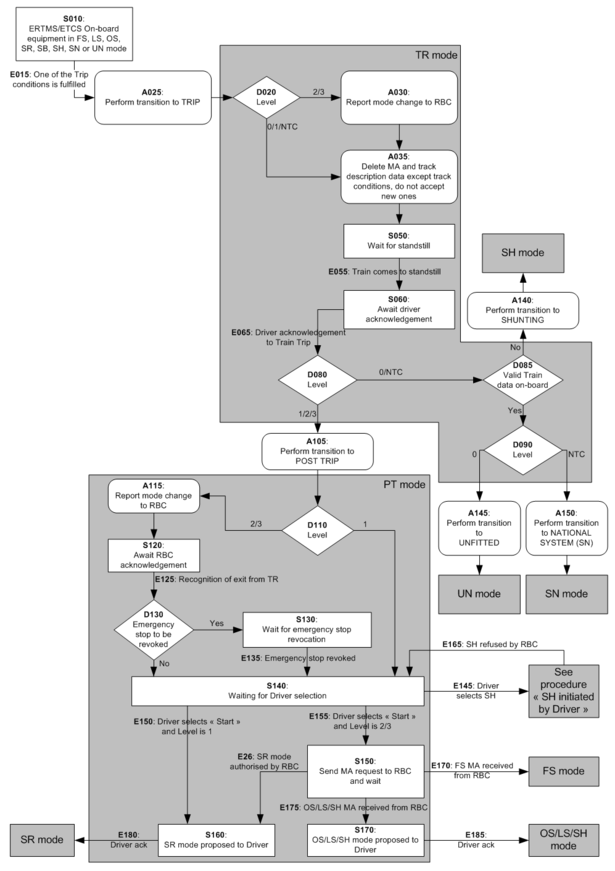 S010:
ERTMS/ETCS On-board
equipment in FS, LS, OS,
SR, SB, SH, SN or UN mode
E015: One of the Trip
conditions is fulfilled
TR mode
A025:
Perform transition to TRIP
D020
Level
2/3
0/1/NTC
A030:
Report mode change to RBC
A035:
Delete MA and track
description data except track
conditions, do not accept
new ones
S050:
Wait for standstill
E055: Train comes to standstill
S060:
Await driver
acknowledgement
E065: Driver acknowledgement
to Train Trip
SH mode
A140:
Perform transition to
SHUNTING
No
D080
Level
0/NTC
D085
Valid Train
data on-board
1/2/3
Yes
D090
Level
0
NTC
A105:
Perform transition to
POST TRIP
A145:
Perform transition
to
UNFITTED
A150:
Perform transition
to NATIONAL
SYSTEM (SN)
UN mode
SN mode
PT mode
A115:
Report mode change
to RBC
2/3
D110
Level
1
S120:
Await RBC
acknowledgement
E125: Recognition of exit from TR
D130
Emergency
stop to be
revoked
Yes
No
S130:
Wait for emergency stop
revocation
E135: Emergency stop revoked
E165: SH refused by RBC
S140:
Waiting for Driver selection
E145: Driver
selects SH
See
procedure
« SH initiated
by Driver »
E150: Driver selects « Start »
and Level is 1
E155: Driver selects « Start »
and Level is 2/3
E26: SR mode
authorised by RBC
S150:
Send MA request to RBC
and wait
E170: FS MA received
from RBC
FS mode
E175: OS/LS/SH MA received from RBC
SR mode
E180:
Driver ack
S160:
SR mode proposed to Driver
S170:
OS/LS/SH mode proposed to
Driver
E185:
Driver ack
OS/LS/SH
mode